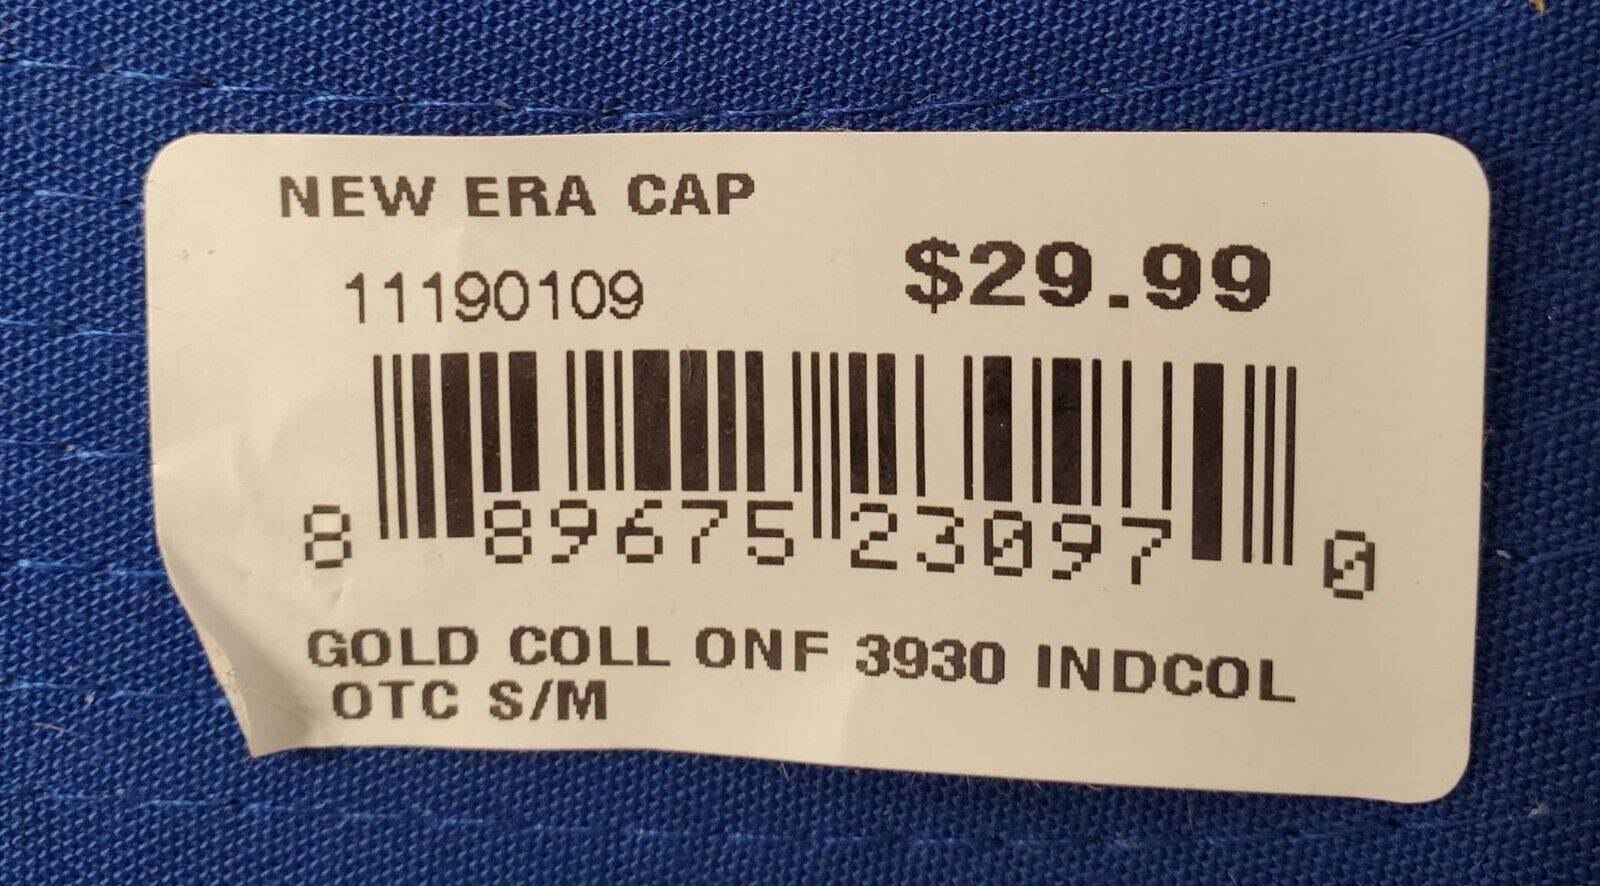 NEW ERA CAP
11190109
$29.99
8 89675 23097 0
GOLD COLL ONF 3930 INDCOL
OTC S/M